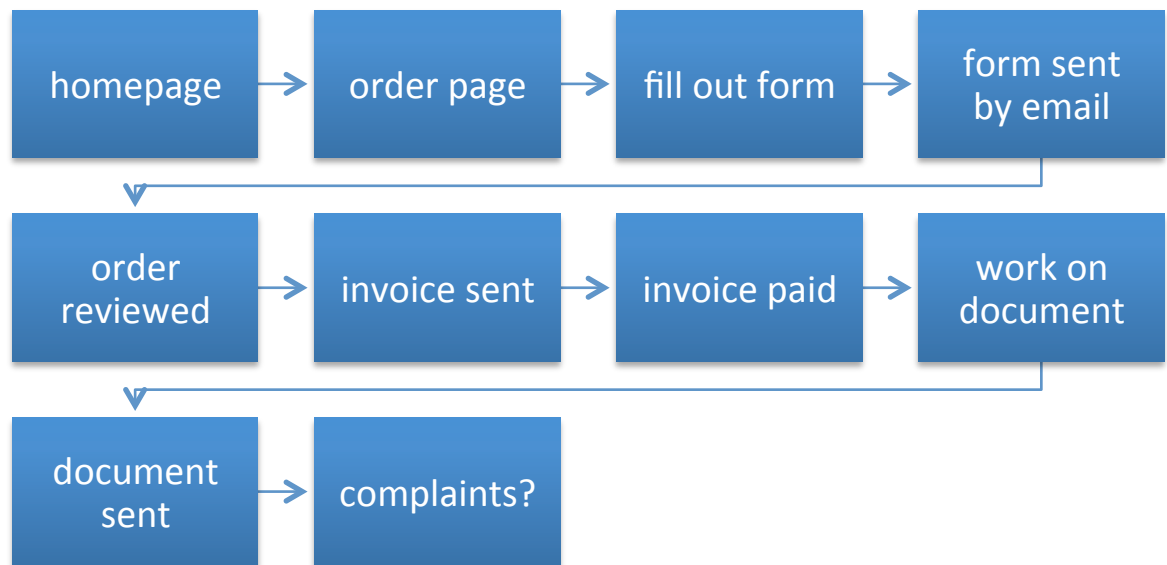 homepage
order page
fill out form
form sent
by email
order
reviewed
invoice sent
invoice paid
work on
document
document
sent
complaints?